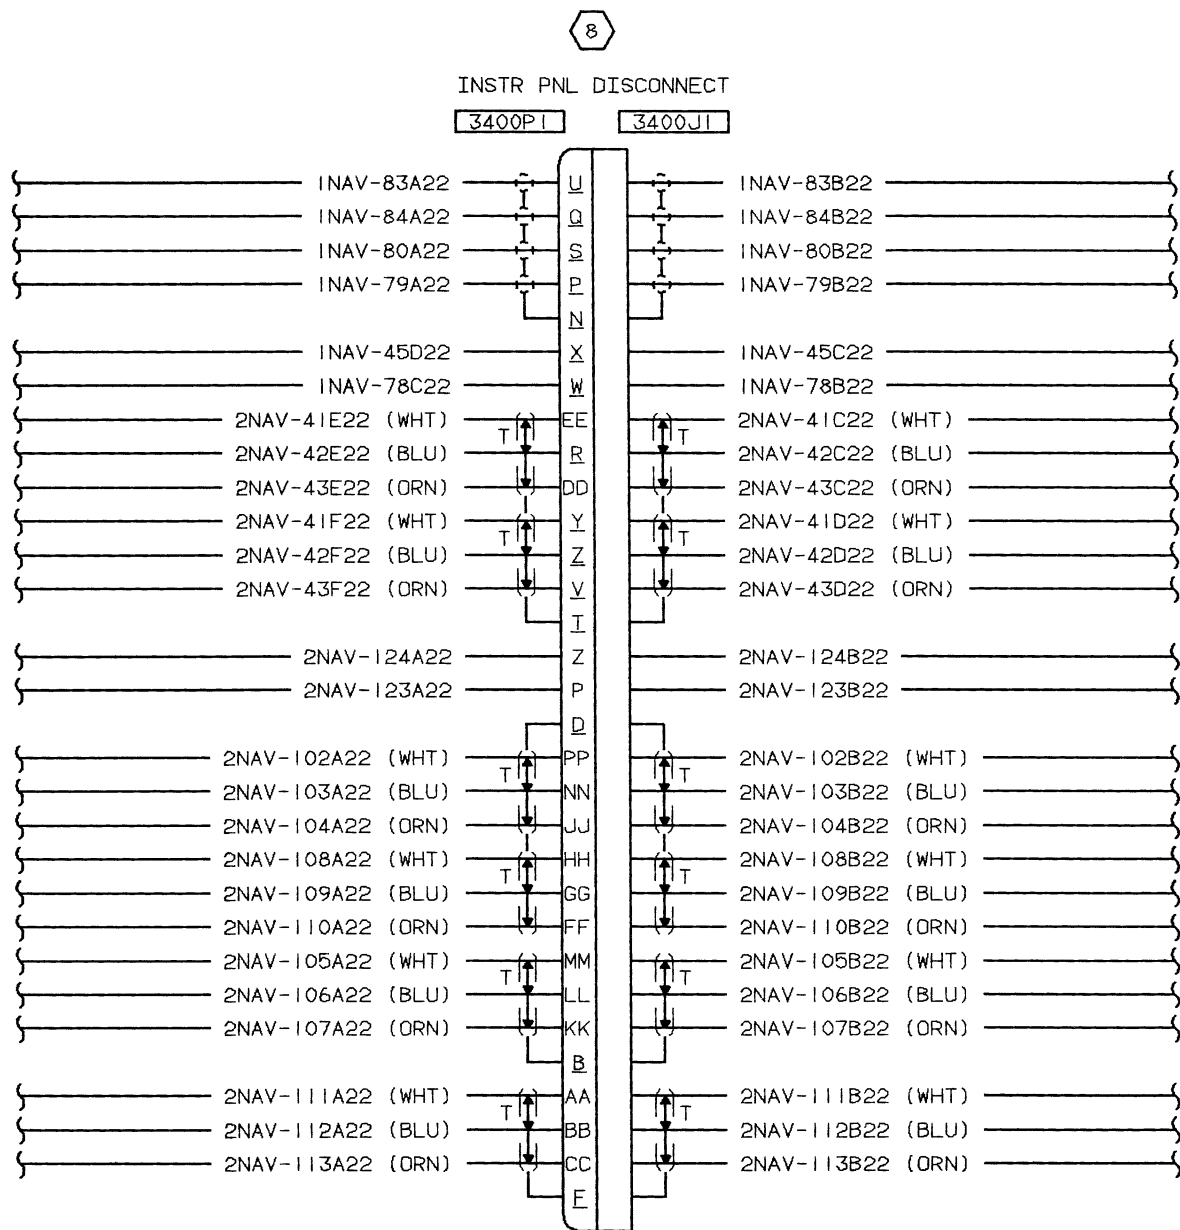 8
INSTR PNL DISCONNECT
3400P1 3400J1
1NAV-83A22 U 1NAV-83B22
1NAV-84A22 Q 1NAV-84B22
1NAV-80A22 S 1NAV-80B22
1NAV-79A22 P 1NAV-79B22
N
1NAV-45D22 X 1NAV-45C22
1NAV-78C22 W 1NAV-78B22
2NAV-41E22 (WHT) EE 2NAV-41C22 (WHT)
T T
2NAV-42E22 (BLU) R 2NAV-42C22 (BLU)
2NAV-43E22 (ORN) DD 2NAV-43C22 (ORN)
2NAV-41F22 (WHT) Y 2NAV-41D22 (WHT)
T T
2NAV-42F22 (BLU) Z 2NAV-42D22 (BLU)
2NAV-43F22 (ORN) V 2NAV-43D22 (ORN)
T
2NAV-124A22 Z 2NAV-124B22
2NAV-123A22 P 2NAV-123B22
D
2NAV-102A22 (WHT) PP 2NAV-102B22 (WHT)
T T
2NAV-103A22 (BLU) NN 2NAV-103B22 (BLU)
2NAV-104A22 (ORN) JJ 2NAV-104B22 (ORN)
2NAV-108A22 (WHT) HH 2NAV-108B22 (WHT)
T T
2NAV-109A22 (BLU) GG 2NAV-109B22 (BLU)
2NAV-110A22 (ORN) FF 2NAV-110B22 (ORN)
2NAV-105A22 (WHT) MM 2NAV-105B22 (WHT)
T T
2NAV-106A22 (BLU) LL 2NAV-106B22 (BLU)
2NAV-107A22 (ORN) KK 2NAV-107B22 (ORN)
B
2NAV-111A22 (WHT) AA 2NAV-111B22 (WHT)
T T
2NAV-112A22 (BLU) BB 2NAV-112B22 (BLU)
2NAV-113A22 (ORN) CC 2NAV-113B22 (ORN)
F